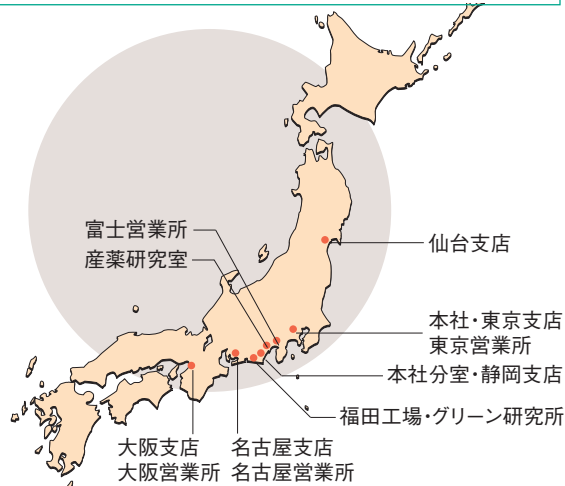 富士営業所
産薬研究室
仙台支店
本社・東京支店
東京営業所
本社分室・静岡支店
福田工場・グリーン研究所
大阪支店
大阪営業所
名古屋支店
名古屋営業所